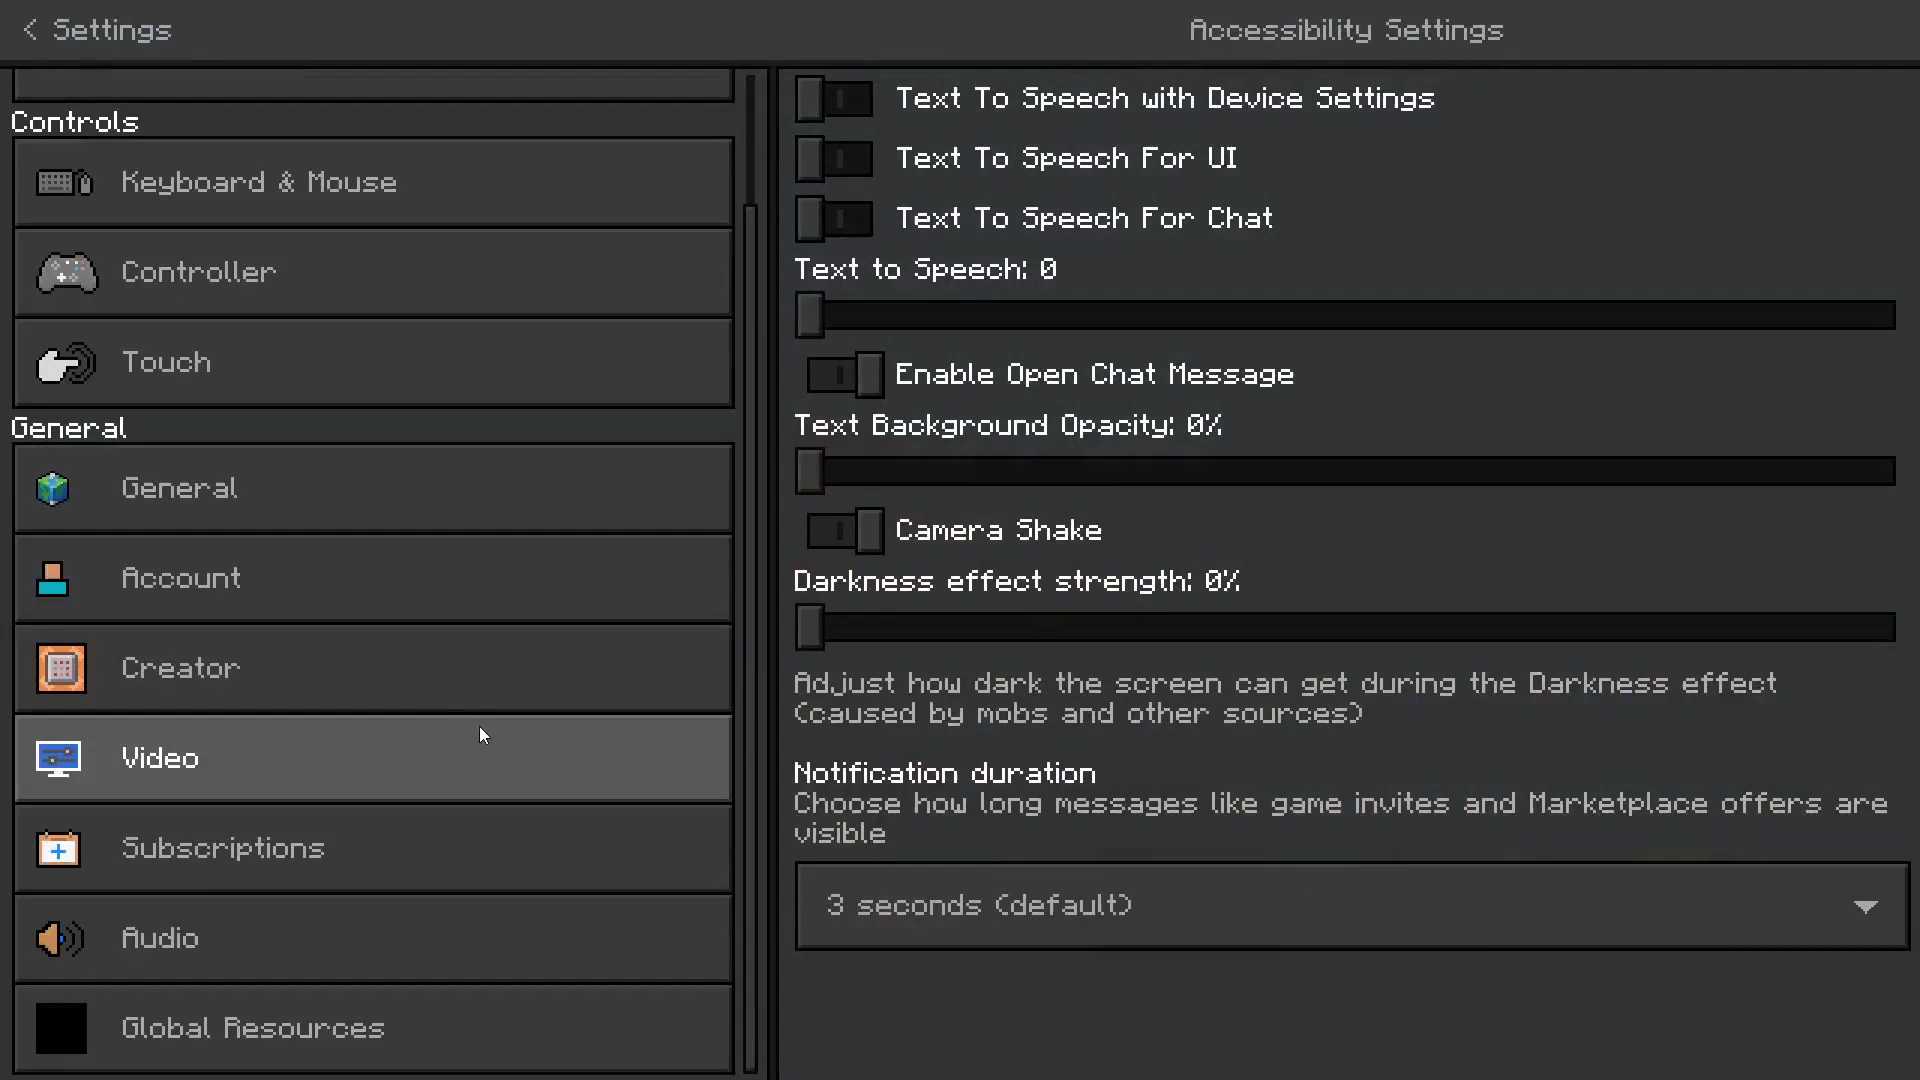 Settings
Accessibility Settings
Controls
Keyboard & Mouse
Controller
Touch
General
General
Account
Creator
Video
Subscriptions
Audio
Global Resources
Text To Speech with Device Settings
Text To Speech For UI
Text To Speech For Chat
Text to Speech: 0
Enable Open Chat Message
Text Background Opacity: 0%
Camera Shake
Darkness effect strength: 0%
Adjust how dark the screen can get during the Darkness effect
(caused by mobs and other sources)
Notification duration
Choose how long messages like game invites and Marketplace offers are
visible
3 seconds (default)